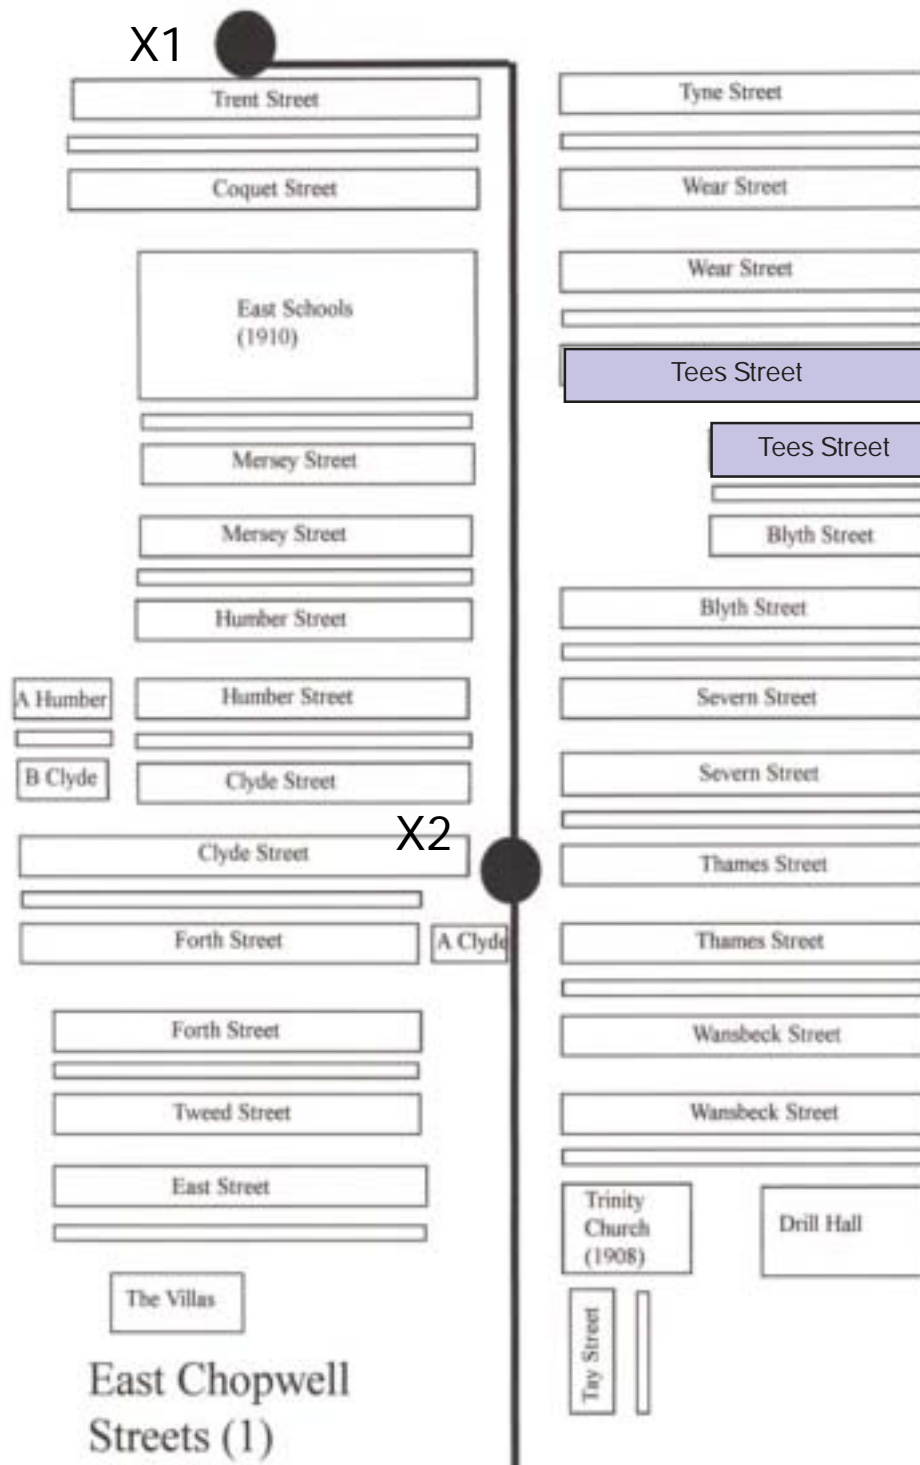 X1
Trent Street
Coquet Street
East Schools
(1910)
Mersey Street
Mersey Street
Humber Street
A Humber
Humber Street
B Clyde
Clyde Street
X2
Clyde Street
Forth Street
A Clyde
Forth Street
Tweed Street
East Street
The Villas
East Chopwell
Streets (1)
Tyne Street
Wear Street
Wear Street
Tees Street
Tees Street
Blyth Street
Blyth Street
Severn Street
Severn Street
Thames Street
Thames Street
Wansbeck Street
Wansbeck Street
Trinity
Church
(1908)
Drill Hall
Tay Street